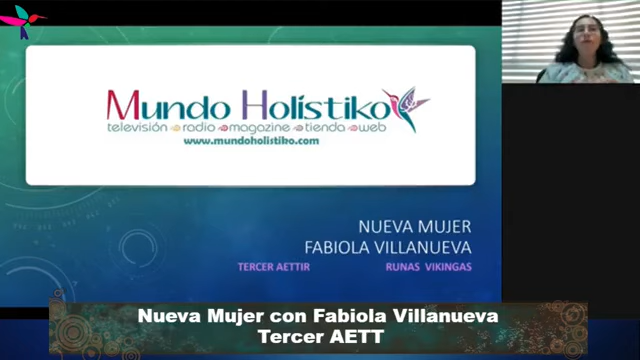 Mundo Holístiko
televisión radio magazine tienda web
www.mundoholistiko.com
NUEVA MUJER
FABIOLA VILLANUEVA
TERCER AETTIR RUNAS VIKINGAS
Nueva Mujer con Fabiola Villanueva
Tercer AETT